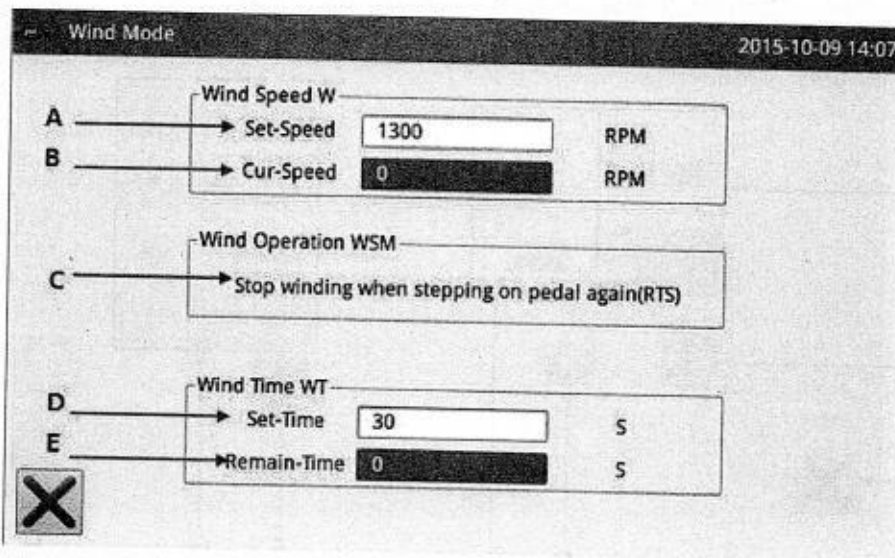 ~ Wind Mode 2015-10-09 14:07
Wind Speed W
A Set-Speed 1300 RPM
B Cur-Speed 0 RPM
Wind Operation WSM
C Stop winding when stepping on pedal again(RTS)
Wind Time WT
D Set-Time 30 S
E Remain-Time 0 S